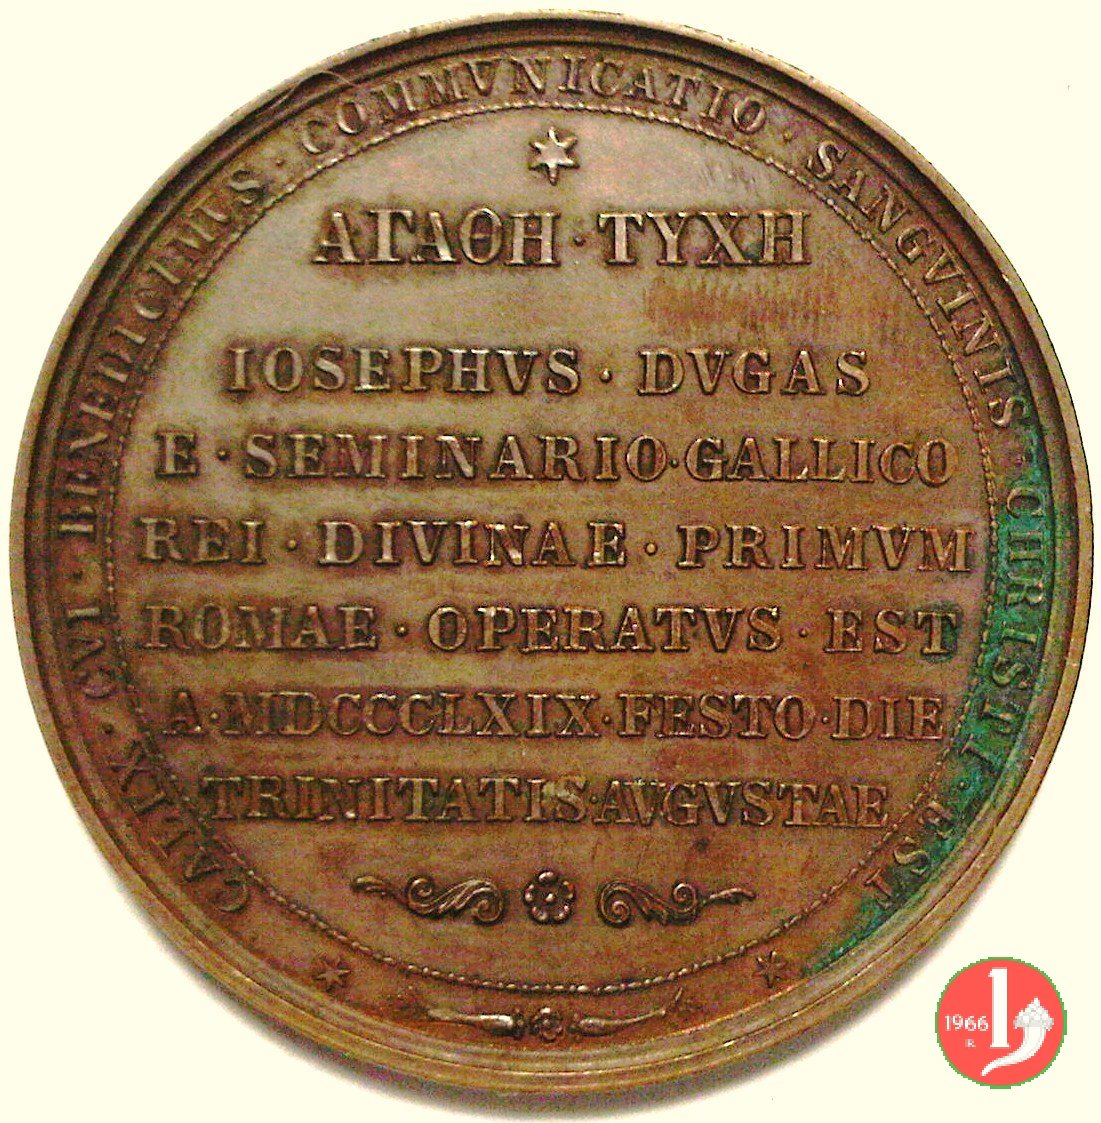 CALIX · CVI · BENEDICIMUS · COMMVNICATIO · SANGVINIS · CHRISTI · EST
ΑΓΑΘΗ · ΤΥΧΗ
IOSEPHVS · DVGAS
E · SEMINARIO · GALLICO
REI · DIVINAE · PRIMVM
ROMAE · OPERATVS · EST
A · MDCCCLXIX · FESTO · DIE
TRINITATIS · AVGVSTAE
1966
R